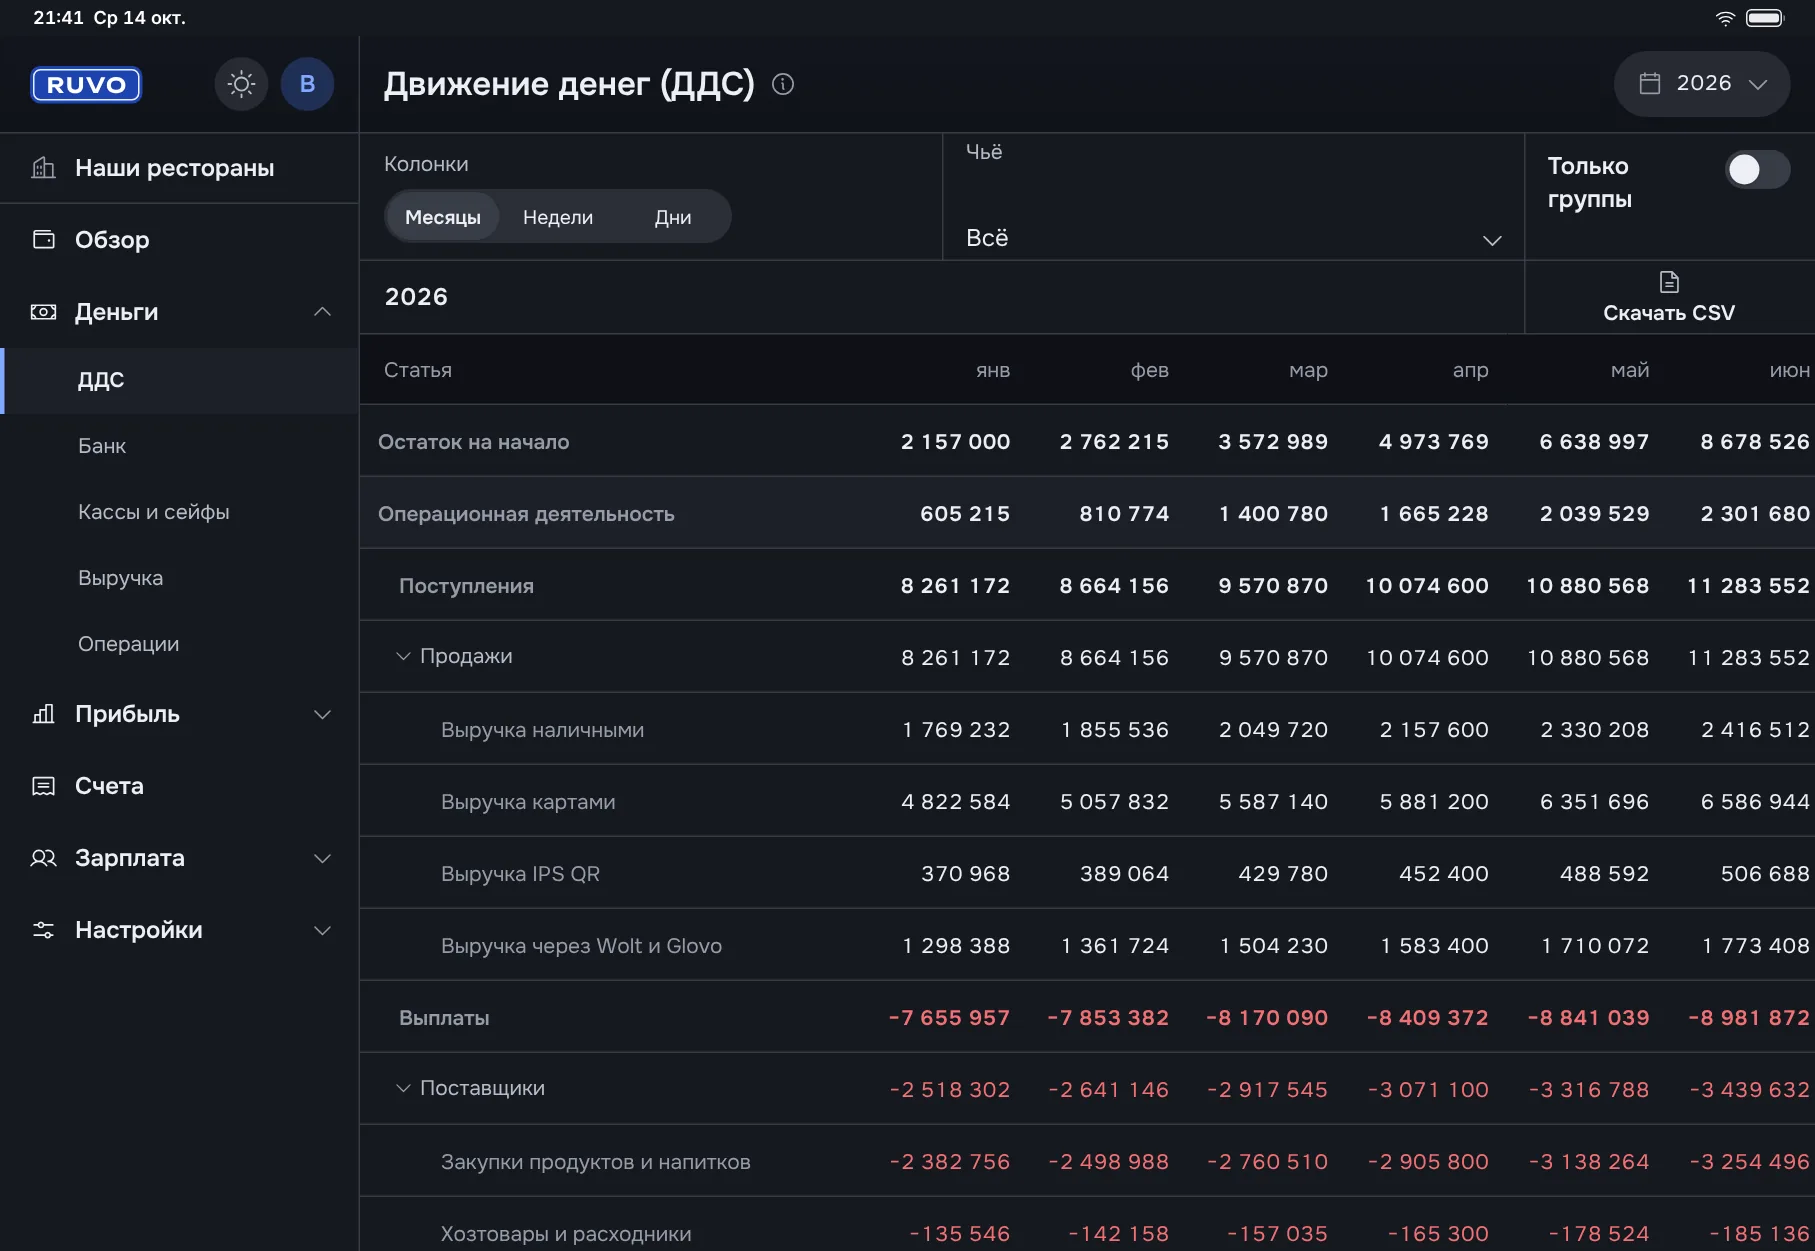 21:41 Ср 14 окт.
RUVO
B
Движение денег (ДДС)
2026
Наши рестораны
Обзор
Деньги
ДДС
Банк
Кассы и сейфы
Выручка
Операции
Прибыль
Счета
Зарплата
Настройки
Колонки
Месяцы Недели Дни
Чьё
Всё
Только
группы
2026
Скачать CSV
Статья янв фев мар апр май июн
Остаток на начало 2 157 000 2 762 215 3 572 989 4 973 769 6 638 997 8 678 526
Операционная деятельность 605 215 810 774 1 400 780 1 665 228 2 039 529 2 301 680
Поступления 8 261 172 8 664 156 9 570 870 10 074 600 10 880 568 11 283 552
Продажи 8 261 172 8 664 156 9 570 870 10 074 600 10 880 568 11 283 552
Выручка наличными 1 769 232 1 855 536 2 049 720 2 157 600 2 330 208 2 416 512
Выручка картами 4 822 584 5 057 832 5 587 140 5 881 200 6 351 696 6 586 944
Выручка IPS QR 370 968 389 064 429 780 452 400 488 592 506 688
Выручка через Wolt и Glovo 1 298 388 1 361 724 1 504 230 1 583 400 1 710 072 1 773 408
Выплаты -7 655 957 -7 853 382 -8 170 090 -8 409 372 -8 841 039 -8 981 872
Поставщики -2 518 302 -2 641 146 -2 917 545 -3 071 100 -3 316 788 -3 439 632
Закупки продуктов и напитков -2 382 756 -2 498 988 -2 760 510 -2 905 800 -3 138 264 -3 254 496
Хозтовары и расходники -135 546 -142 158 -157 035 -165 300 -178 524 -185 136